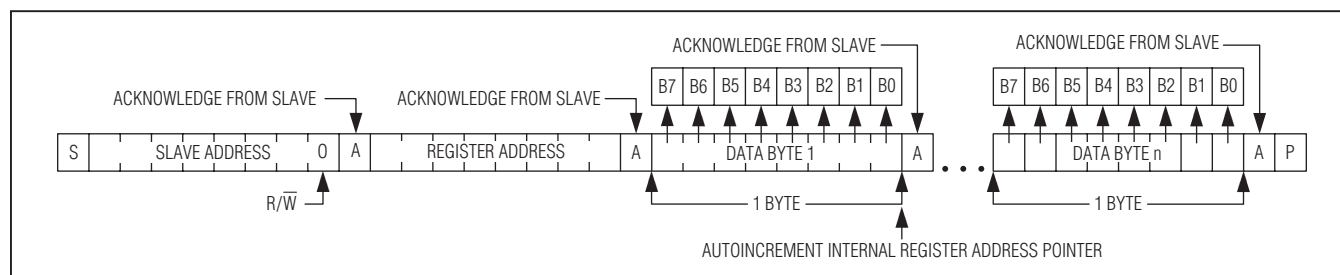 ACKNOWLEDGE FROM SLAVE ACKNOWLEDGE FROM SLAVE
B7 B6 B5 B4 B3 B2 B1 B0 B7 B6 B5 B4 B3 B2 B1 B0
ACKNOWLEDGE FROM SLAVE ACKNOWLEDGE FROM SLAVE
S SLAVE ADDRESS 0 A REGISTER ADDRESS A DATA BYTE 1 A DATA BYTE n A P
R/W̅ 1 BYTE 1 BYTE
AUTOINCREMENT INTERNAL REGISTER ADDRESS POINTER